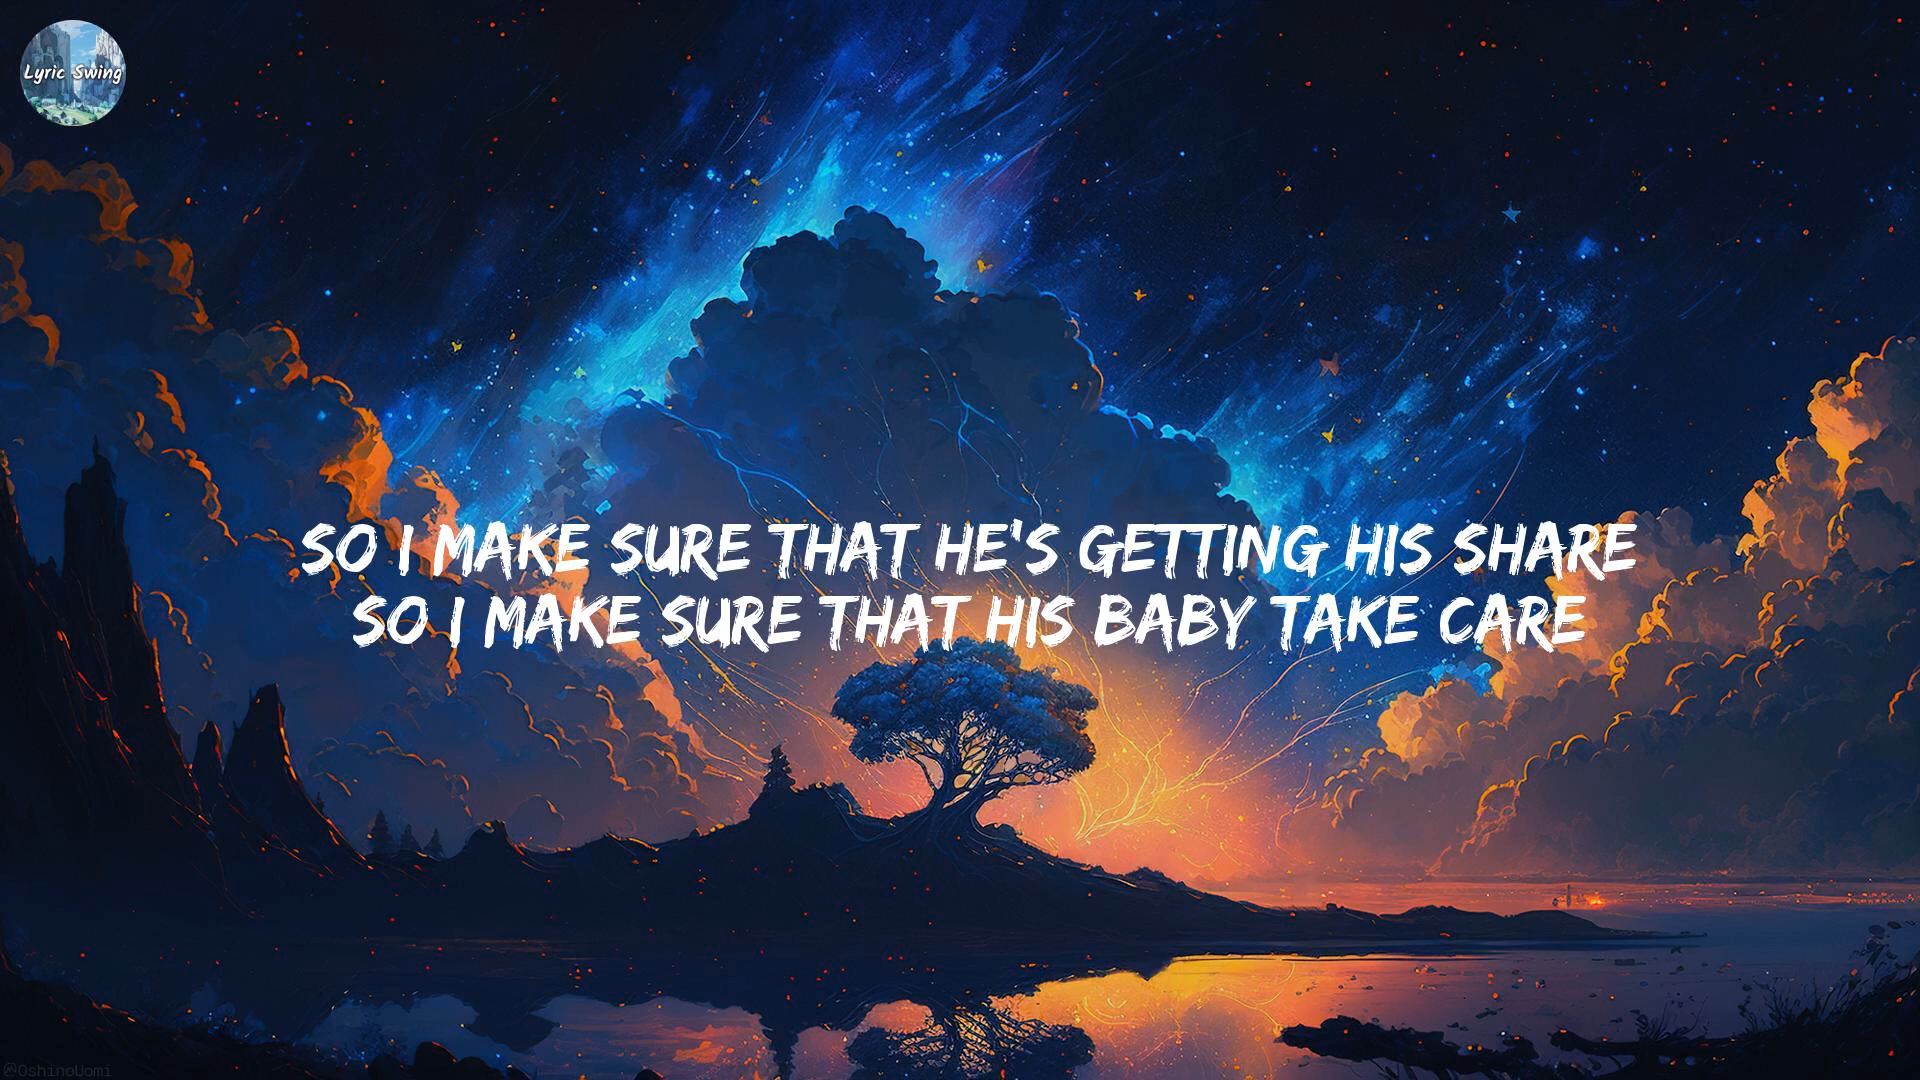 Lyric Swing
SO I MAKE SURE THAT HE'S GETTING HIS SHARE
SO I MAKE SURE THAT HIS BABY TAKE CARE
@OshinoUomi